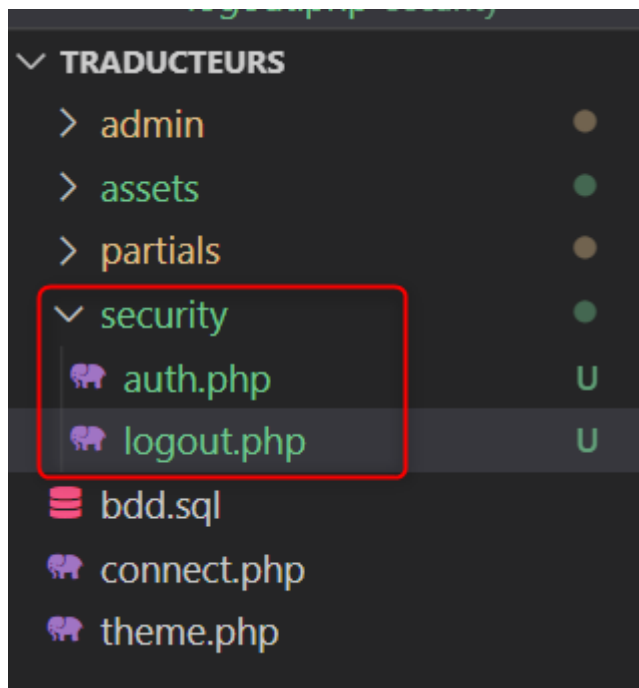 TRADUCTEURS
admin
assets
partials
security
auth.php U
logout.php U
bdd.sql
connect.php
theme.php